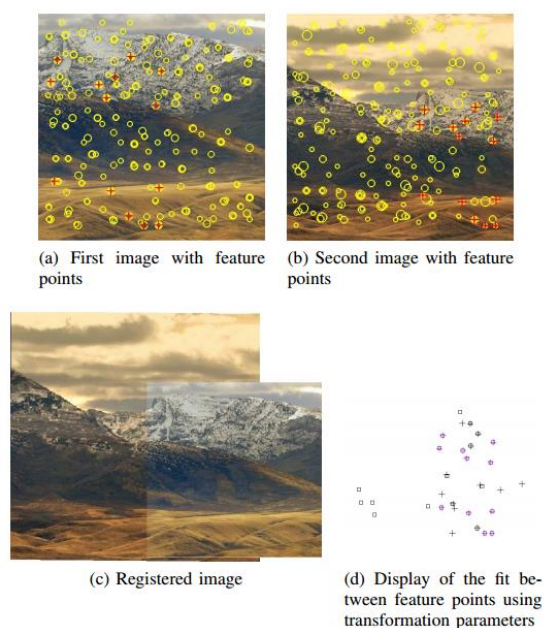 (a) First image with feature
points
(b) Second image with feature
points
(c) Registered image
(d) Display of the fit be-
tween feature points using
transformation parameters